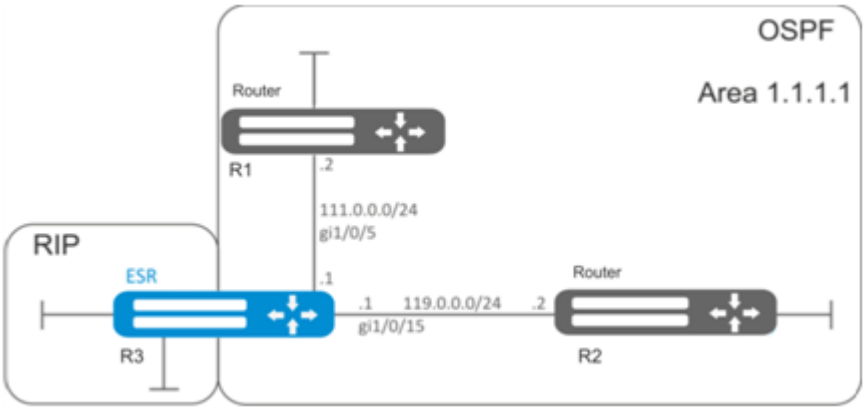 OSPF
Area 1.1.1.1
Router
R1
.2
111.0.0.0/24
gi1/0/5
RIP
ESR
.1
R3
.1 119.0.0.0/24 .2
gi1/0/15
Router
R2